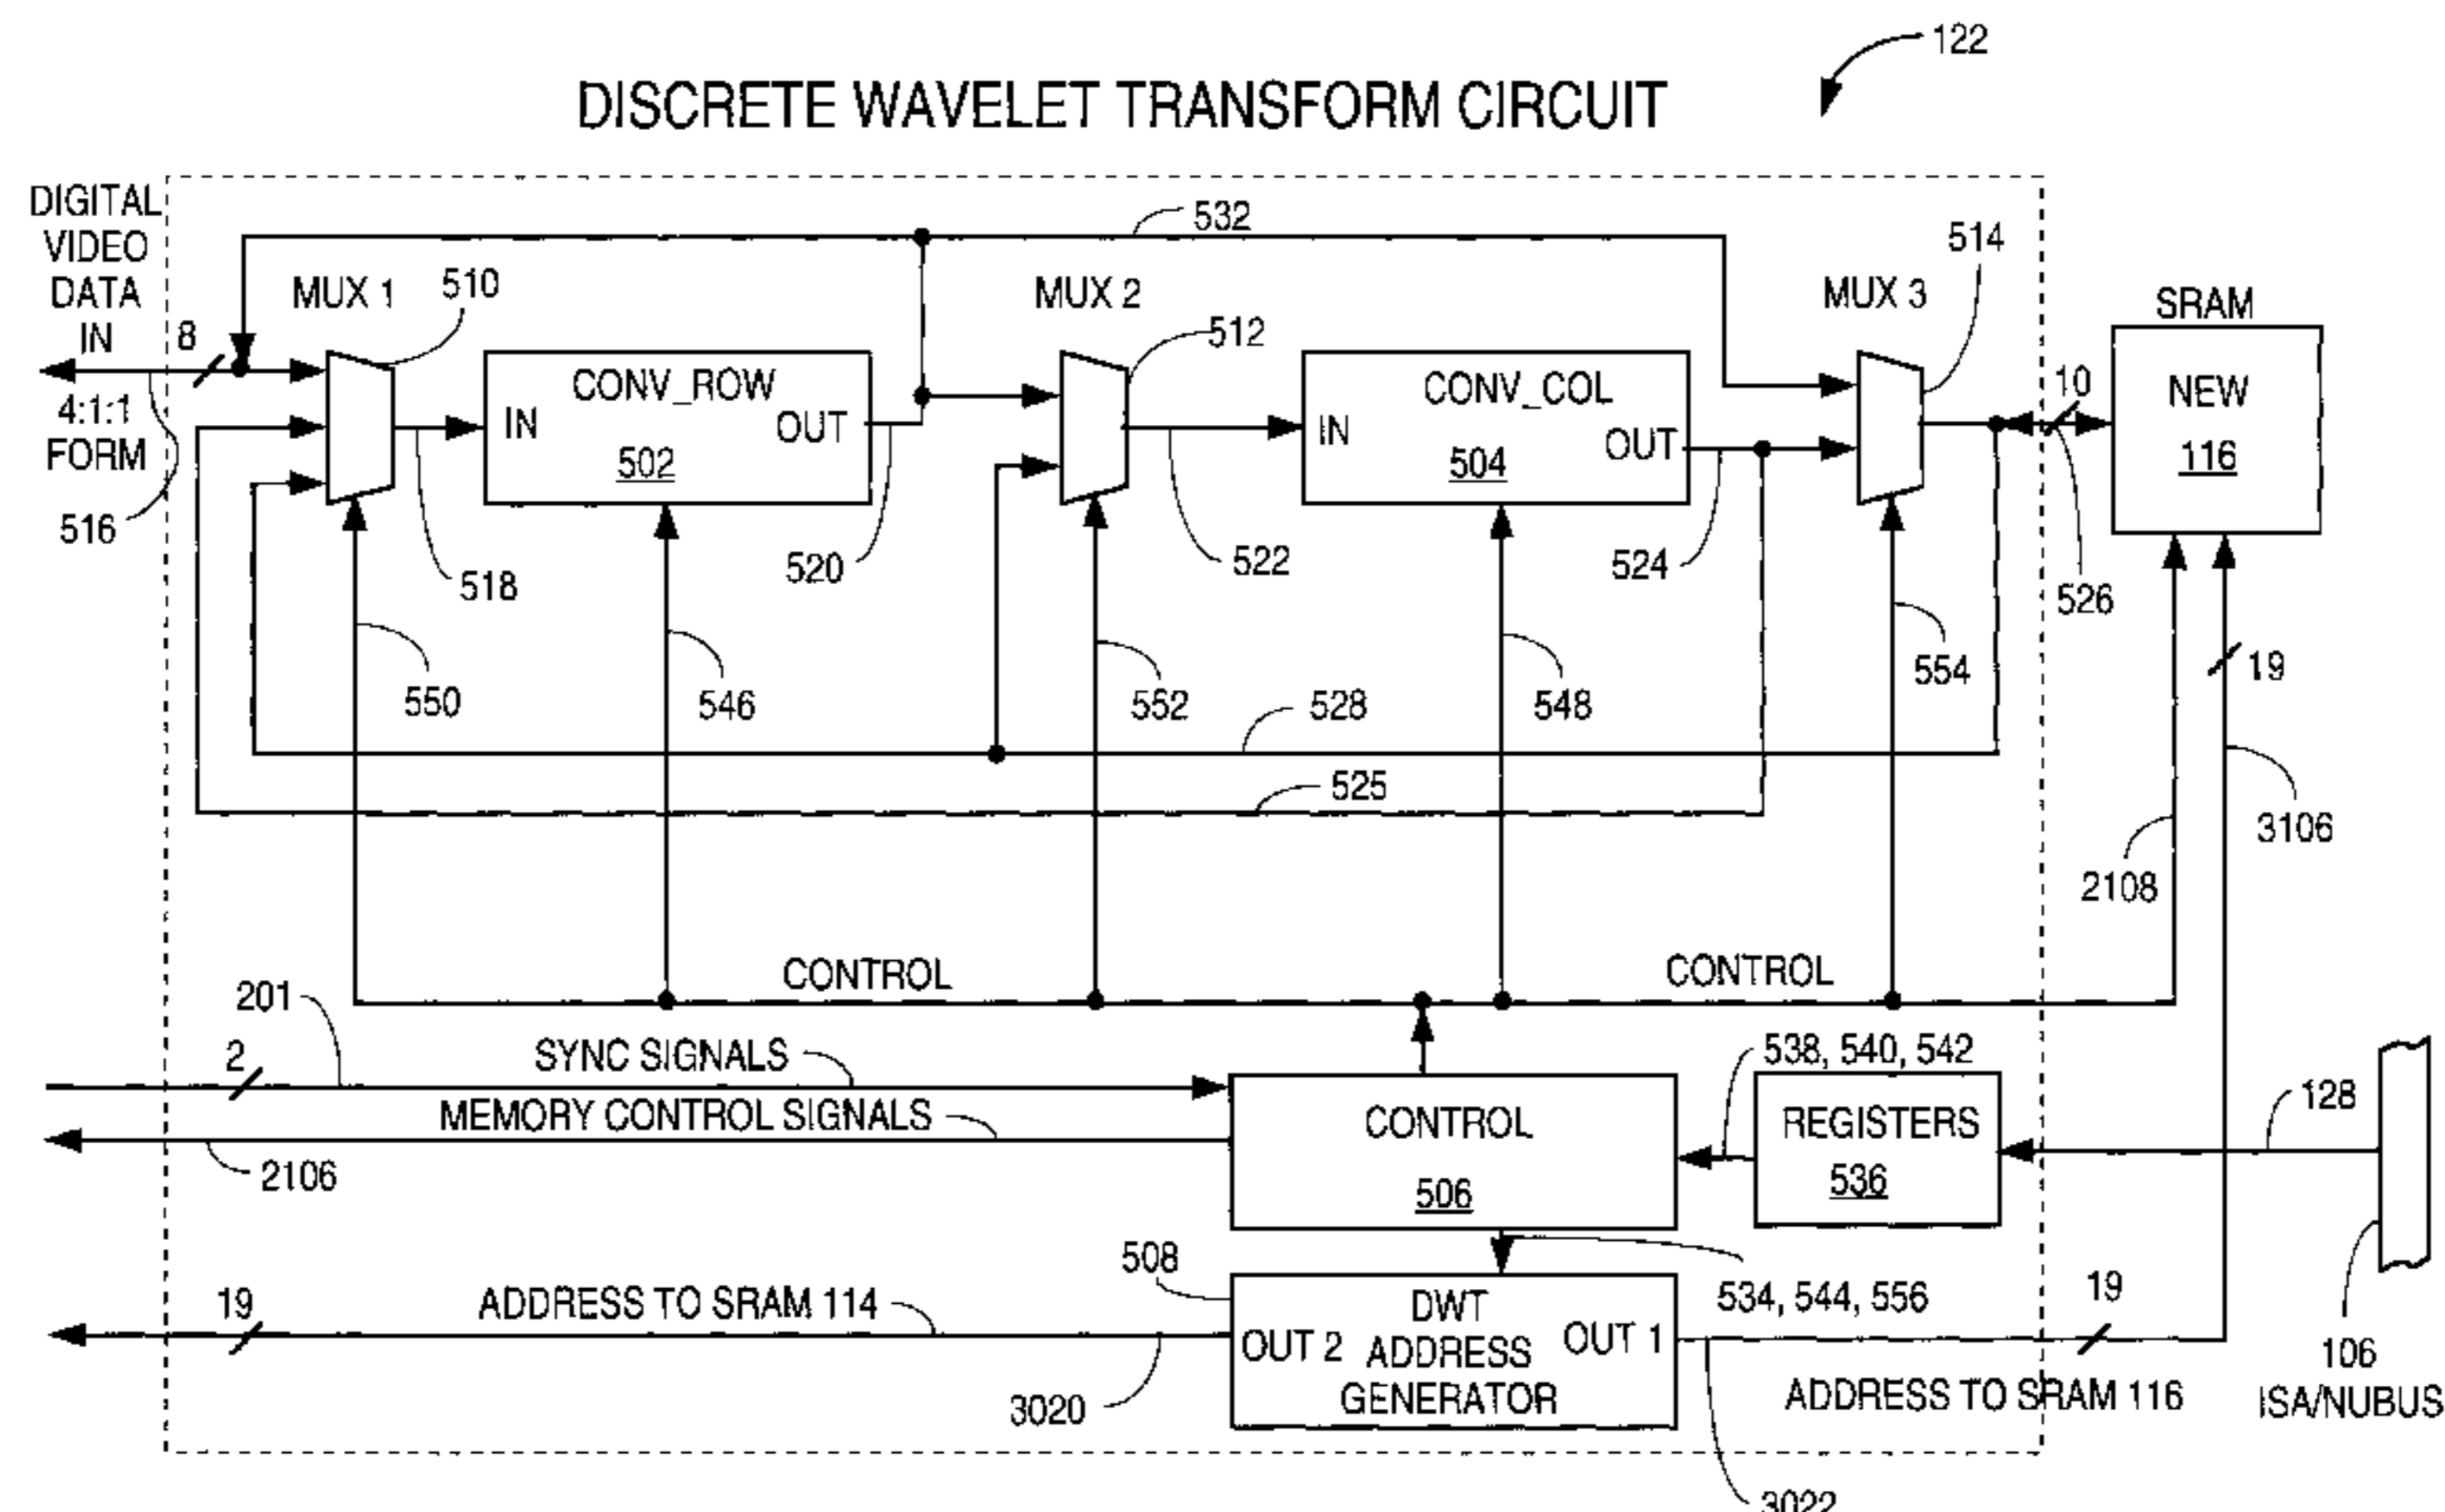 122
DISCRETE WAVELET TRANSFORM CIRCUIT
DIGITAL
VIDEO
DATA
IN
8
4:1:1
FORM
516
532
514
MUX 1
510
MUX 2
512
MUX 3
SRAM
CONV_ROW
IN
OUT
502
CONV_COL
IN
OUT
504
10
NEW
116
518
520
522
524
526
550
546
552
528
548
554
19
525
3106
2108
CONTROL
CONTROL
201
2
SYNC SIGNALS
538, 540, 542
MEMORY CONTROL SIGNALS
2106
CONTROL
506
REGISTERS
536
128
508
534, 544, 556
19
ADDRESS TO SRAM 114
DWT
OUT 2
ADDRESS
OUT 1
GENERATOR
19
106
ISA/NUBUS
3020
ADDRESS TO SRAM 116
3022